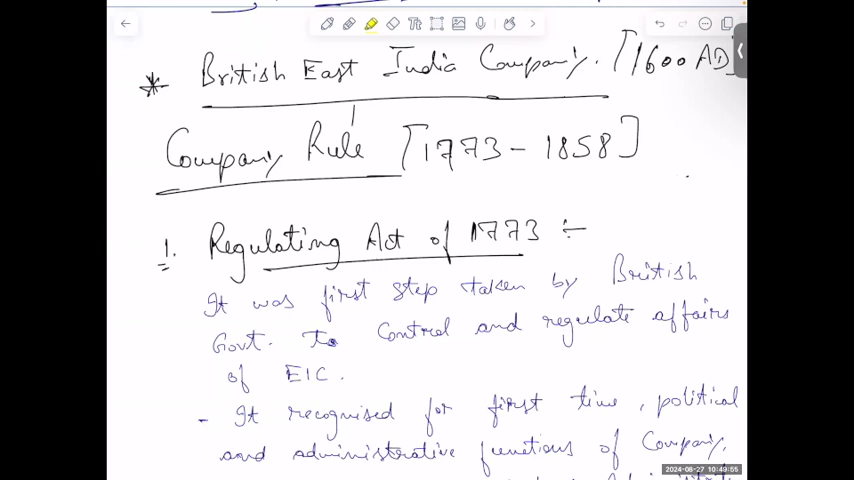 * British East India Company. [1600 AD]
Company Rule [1773 - 1858]
1. Regulating Act of 1773 :-
It was first step taken by British
Govt. to Control and regulate affairs
of EIC.
- It recognised for first time, political
and administrative functions of Company.
2024-08-27 10:49:55